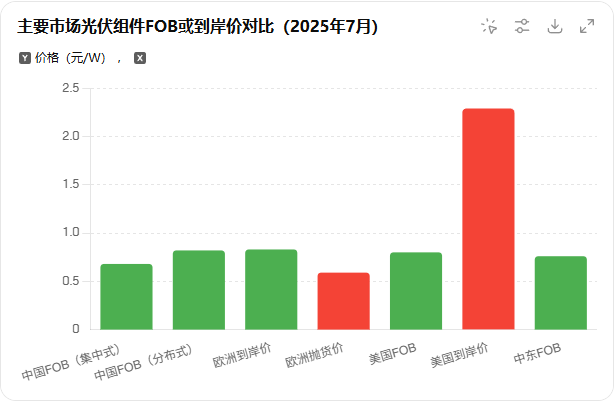 主要市场光伏组件FOB或到岸价对比（2025年7月）
Y 价格（元/W）， X
2.5
2.0
1.5
1.0
0.5
0
中国FOB（集中式）
中国FOB（分布式）
欧洲到岸价
欧洲抛货价
美国FOB
美国到岸价
中东FOB